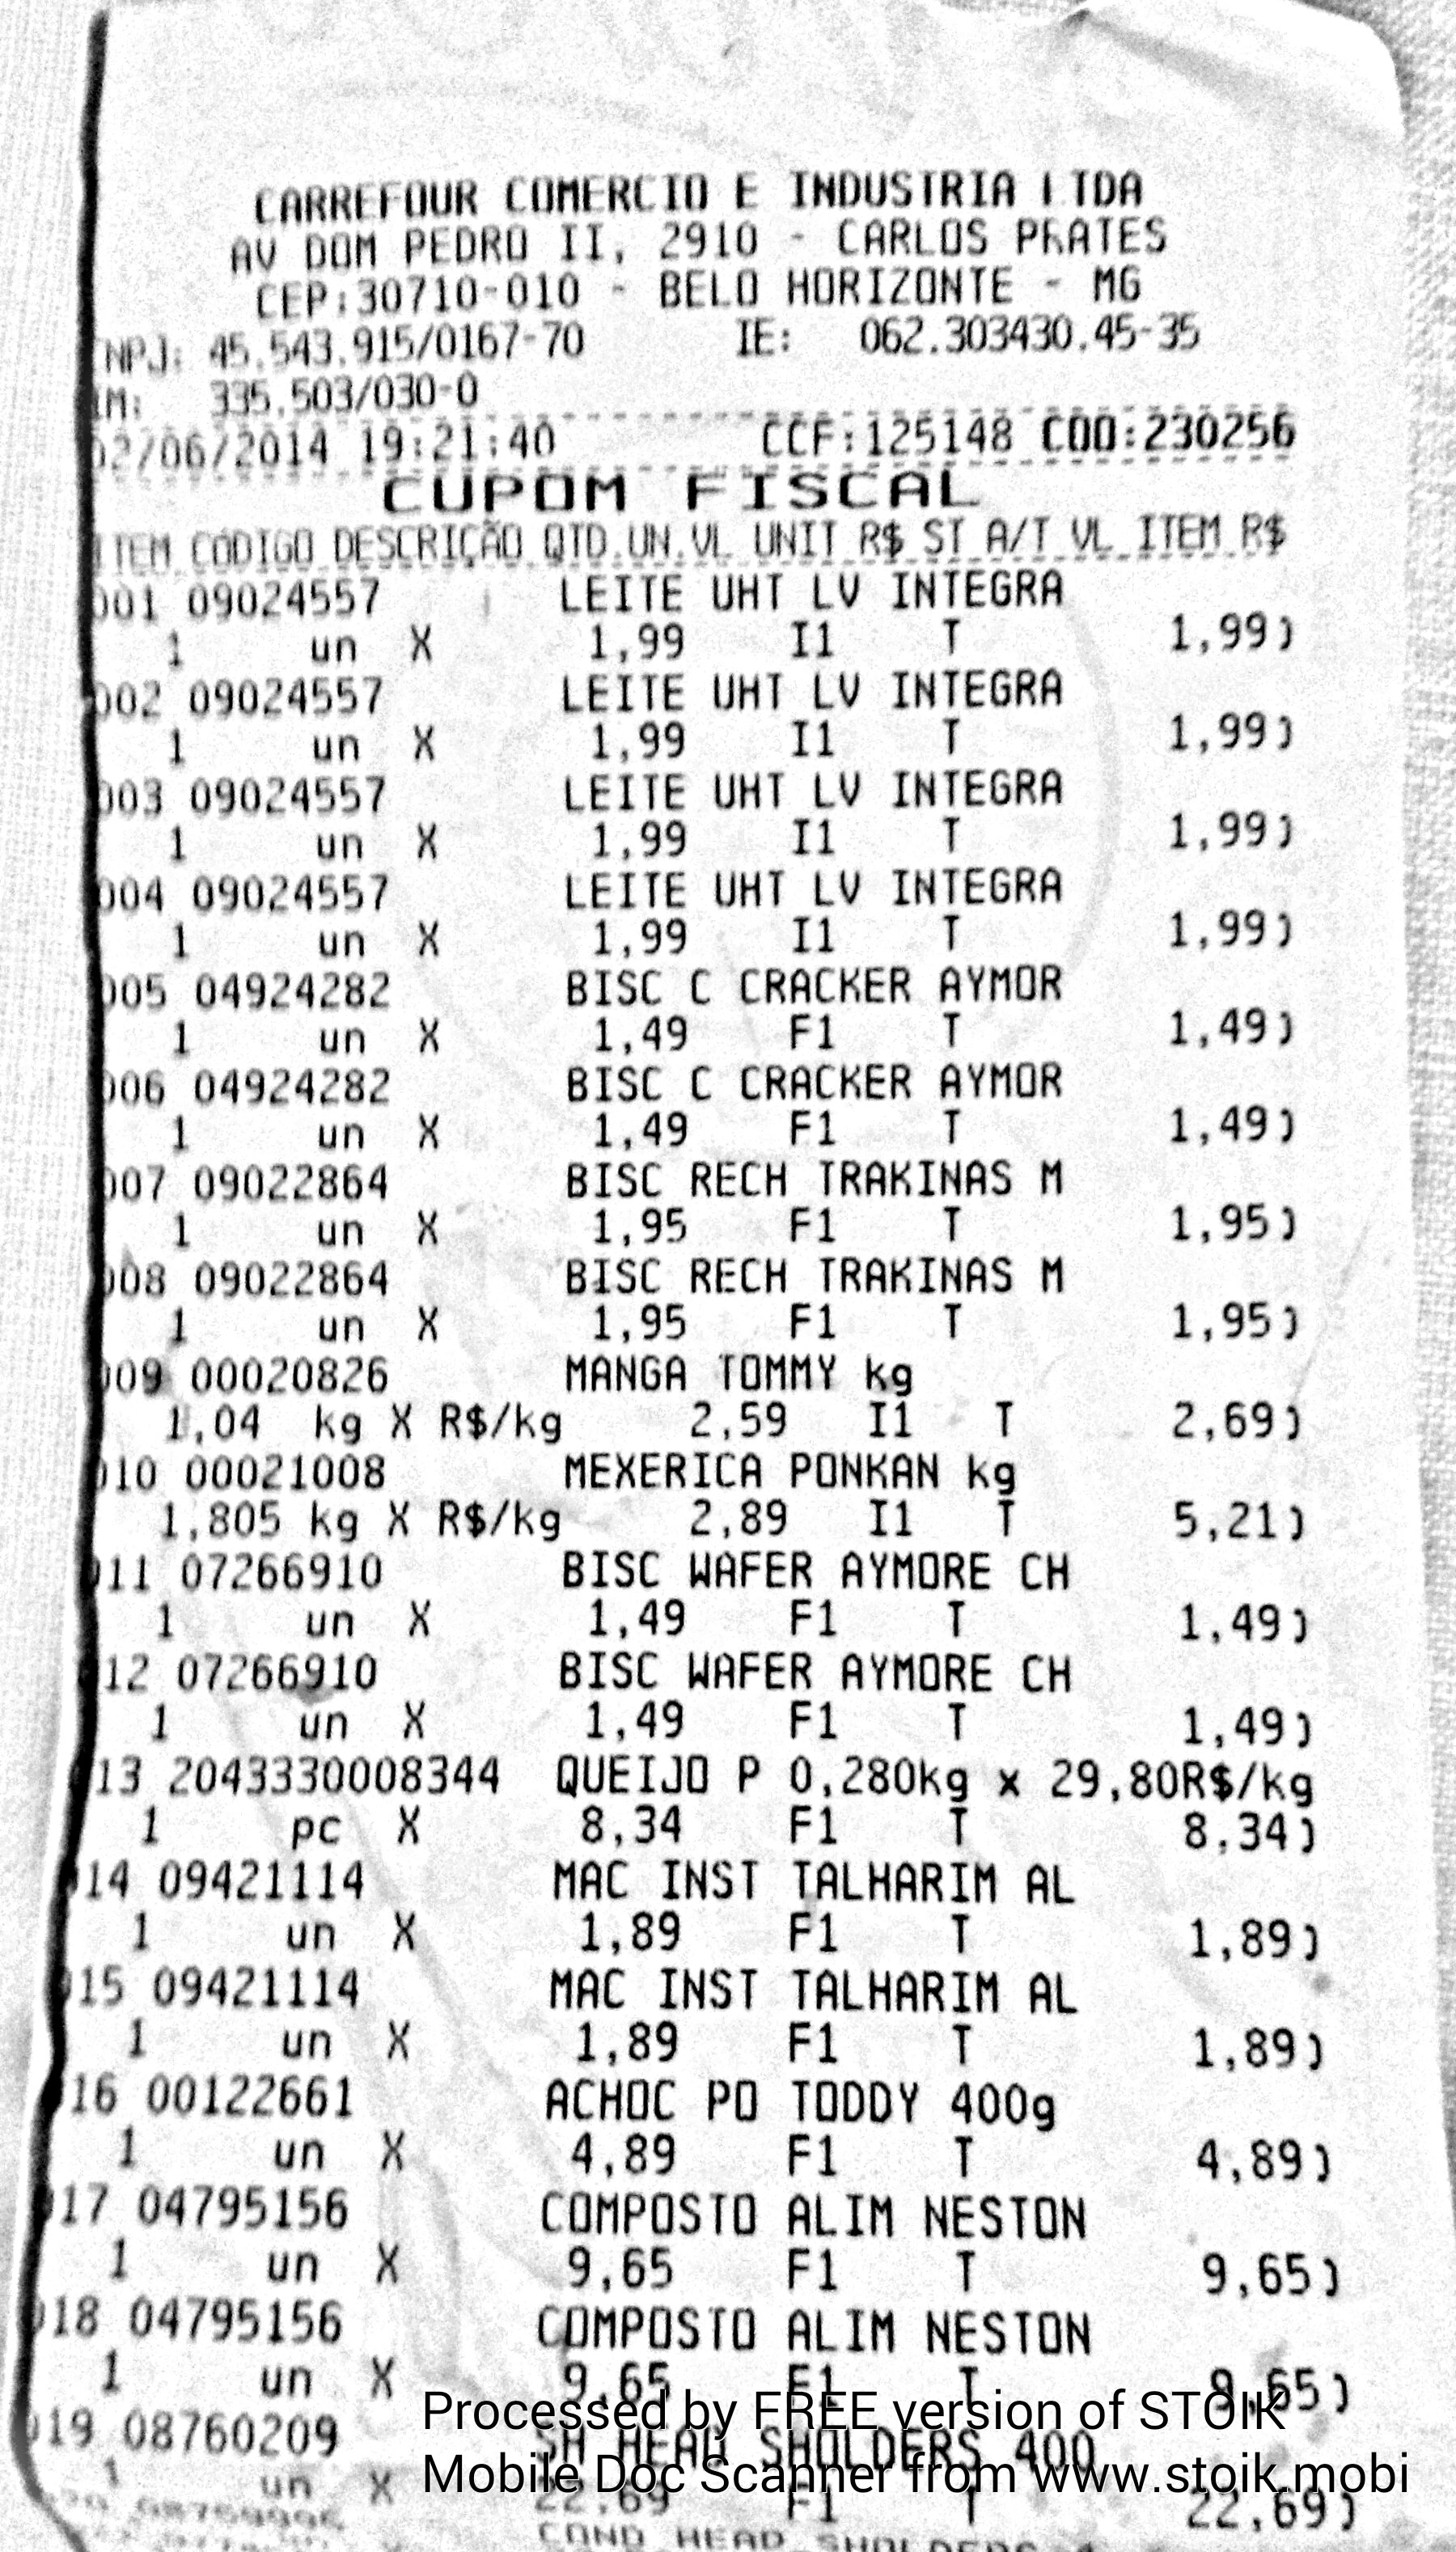 CARREFOUR COMERCIO E INDUSTRIA LTDA
AV DOM PEDRO II, 2910 - CARLOS PRATES
CEP:30710-010 - BELO HORIZONTE - MG
NPJ: 45.543.915/0167-70 IE: 062.303430.45-35
IM: 335.503/030-0
02/06/2014 19:21:40 CCF:125148 COO:230256
CUPOM FISCAL
ITEM CÓDIGO DESCRIÇÃO QTD.UN.VL UNIT R$ ST A/T VL ITEM R$
001 09024557 LEITE UHT LV INTEGRA
1 un X 1,99 I1 T 1,99)
002 09024557 LEITE UHT LV INTEGRA
1 un X 1,99 I1 T 1,99)
003 09024557 LEITE UHT LV INTEGRA
1 un X 1,99 I1 T 1,99)
004 09024557 LEITE UHT LV INTEGRA
1 un X 1,99 I1 T 1,99)
005 04924282 BISC C CRACKER AYMOR
1 un X 1,49 F1 T 1,49)
006 04924282 BISC C CRACKER AYMOR
1 un X 1,49 F1 T 1,49)
007 09022864 BISC RECH TRAKINAS M
1 un X 1,95 F1 T 1,95)
008 09022864 BISC RECH TRAKINAS M
1 un X 1,95 F1 T 1,95)
009 00020826 MANGA TOMMY kg
1,04 kg X R$/kg 2,59 I1 T 2,69)
010 00021008 MEXERICA PONKAN kg
1,805 kg X R$/kg 2,89 I1 T 5,21)
011 07266910 BISC WAFER AYMORE CH
1 un X 1,49 F1 T 1,49)
012 07266910 BISC WAFER AYMORE CH
1 un X 1,49 F1 T 1,49)
13 2043330008344 QUEIJO P 0,280kg x 29,80R$/kg
1 pc X 8,34 F1 T 8,34)
014 09421114 MAC INST TALHARIM AL
1 un X 1,89 F1 T 1,89)
015 09421114 MAC INST TALHARIM AL
1 un X 1,89 F1 T 1,89)
016 00122661 ACHOC PO TODDY 400g
1 un X 4,89 F1 T 4,89)
017 04795156 COMPOSTO ALIM NESTON
1 un X 9,65 F1 T 9,65)
018 04795156 COMPOSTO ALIM NESTON
1 un X 9,65 F1 T 9,65)
019 08760209 SH HEAD SHOLDERS 400
1 un X 22,69 F1 T 22,69)
COND HEAD SHOLDERS
Processed by FREE version of STOIK
Mobile Doc Scanner from www.stoik.mobi